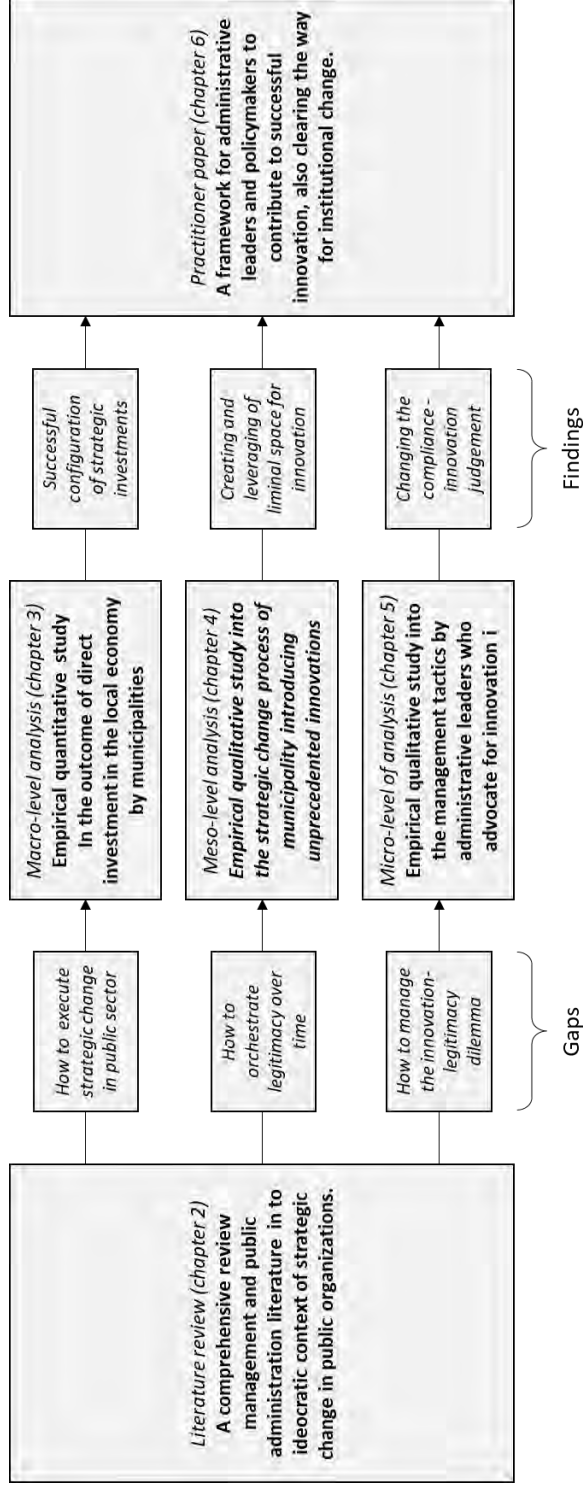 Literature review (chapter 2)
A comprehensive review
management and public
administration literature in to
ideocratic context of strategic
change in public organizations.
How to execute
strategic change
in public sector
How to
orchestrate
legitimacy over
time
How to manage
the innovation-
legitimacy
dilemma
Gaps
Macro-level analysis (chapter 3)
Empirical quantitative study
In the outcome of direct
investment in the local economy
by municipalities
Meso-level analysis (chapter 4)
Empirical qualitative study into
the strategic change process of
municipality introducing
unprecedented innovations
Micro-level of analysis (chapter 5)
Empirical qualitative study into
the management tactics by
administrative leaders who
advocate for innovation i
Successful
configuration
of strategic
investments
Creating and
leveraging of
liminal space for
innovation
Changing the
compliance -
innovation
judgement
Findings
Practitioner paper (chapter 6)
A framework for administrative
leaders and policymakers to
contribute to successful
innovation, also clearing the way
for institutional change.